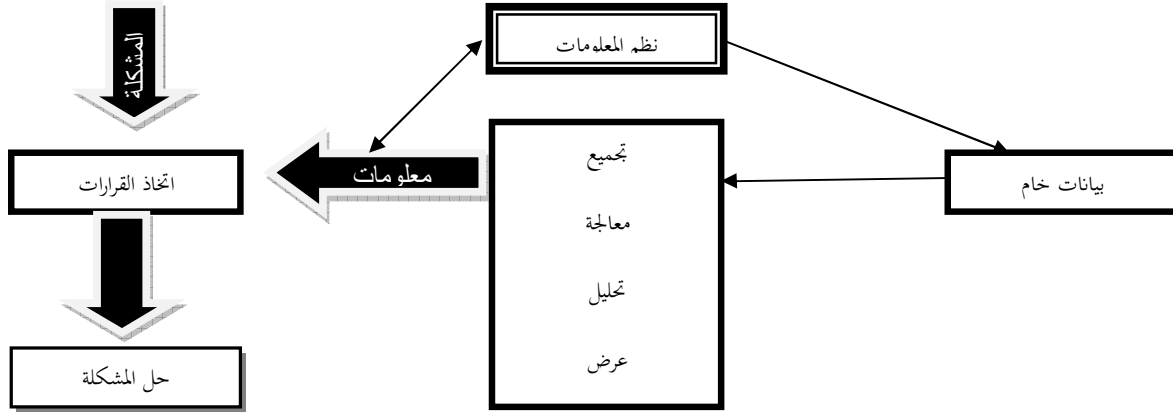 المشكلة
نظم المعلومات
بيانات خام
تجميع
معالجة
تحليل
عرض
معلومات
اتخاذ القرارات
حل المشكلة